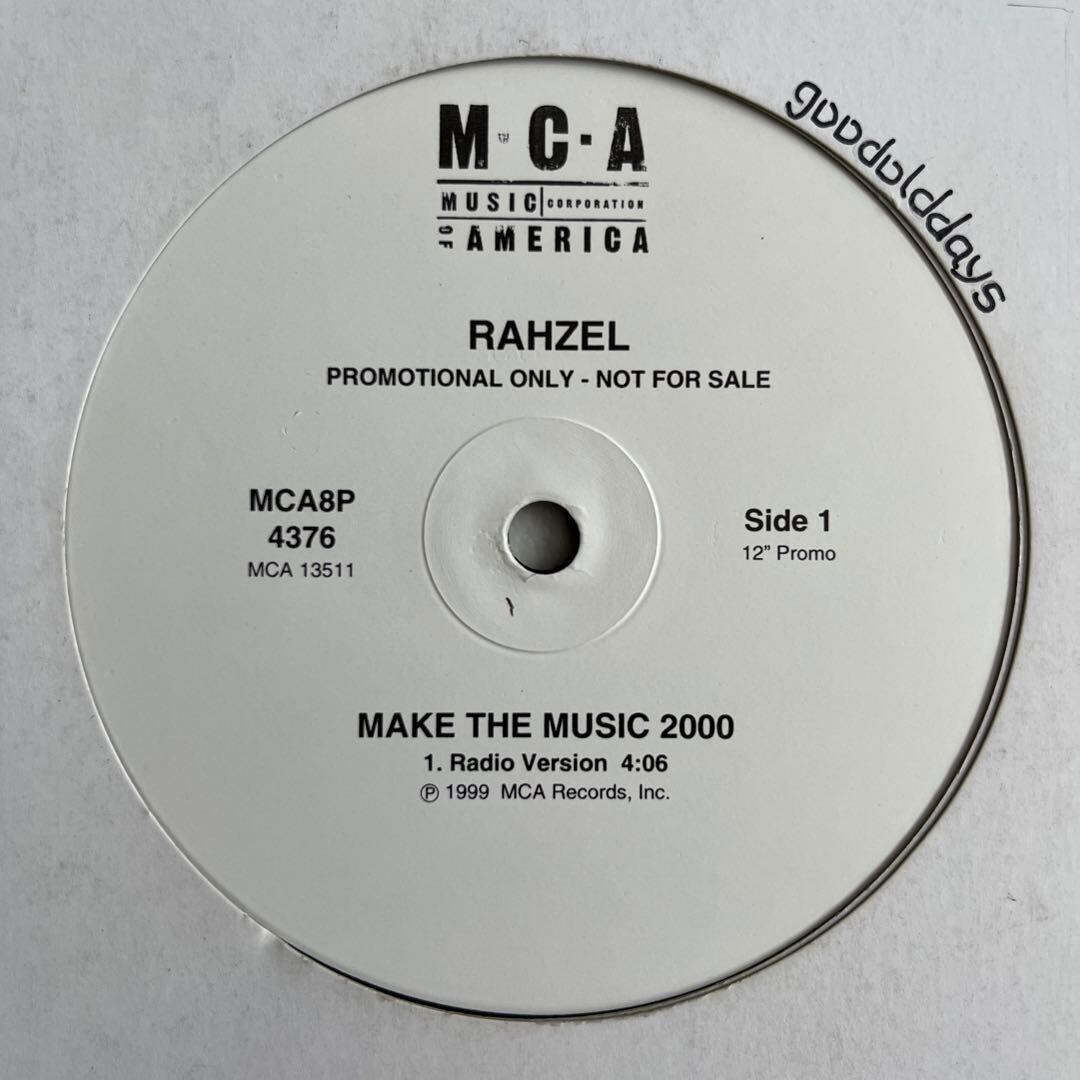 M·C·A
MUSIC CORPORATION
OF AMERICA
gooddolddays
RAHZEL
PROMOTIONAL ONLY - NOT FOR SALE
MCA8P
4376
MCA 13511
Side 1
12” Promo
MAKE THE MUSIC 2000
1. Radio Version 4:06
℗ 1999 MCA Records, Inc.